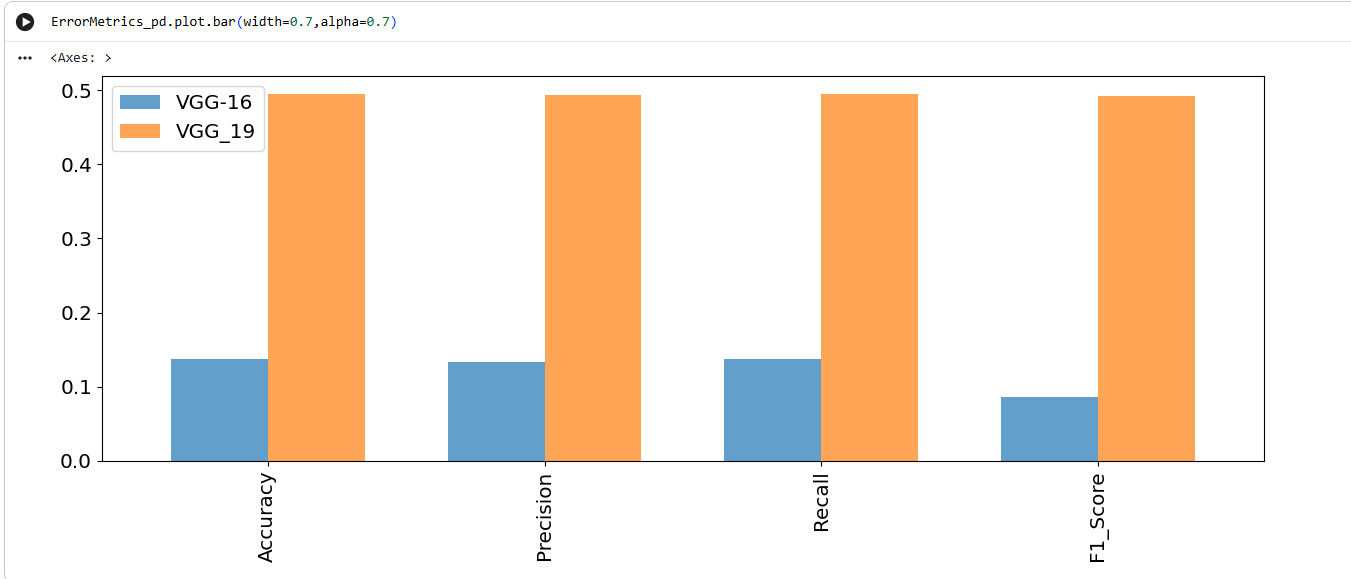 ErrorMetrics_pd.plot.bar(width=0.7,alpha=0.7)
<Axes: >
0.5
0.4
0.3
0.2
0.1
0.0
VGG-16
VGG_19
Accuracy
Precision
Recall
F1_Score